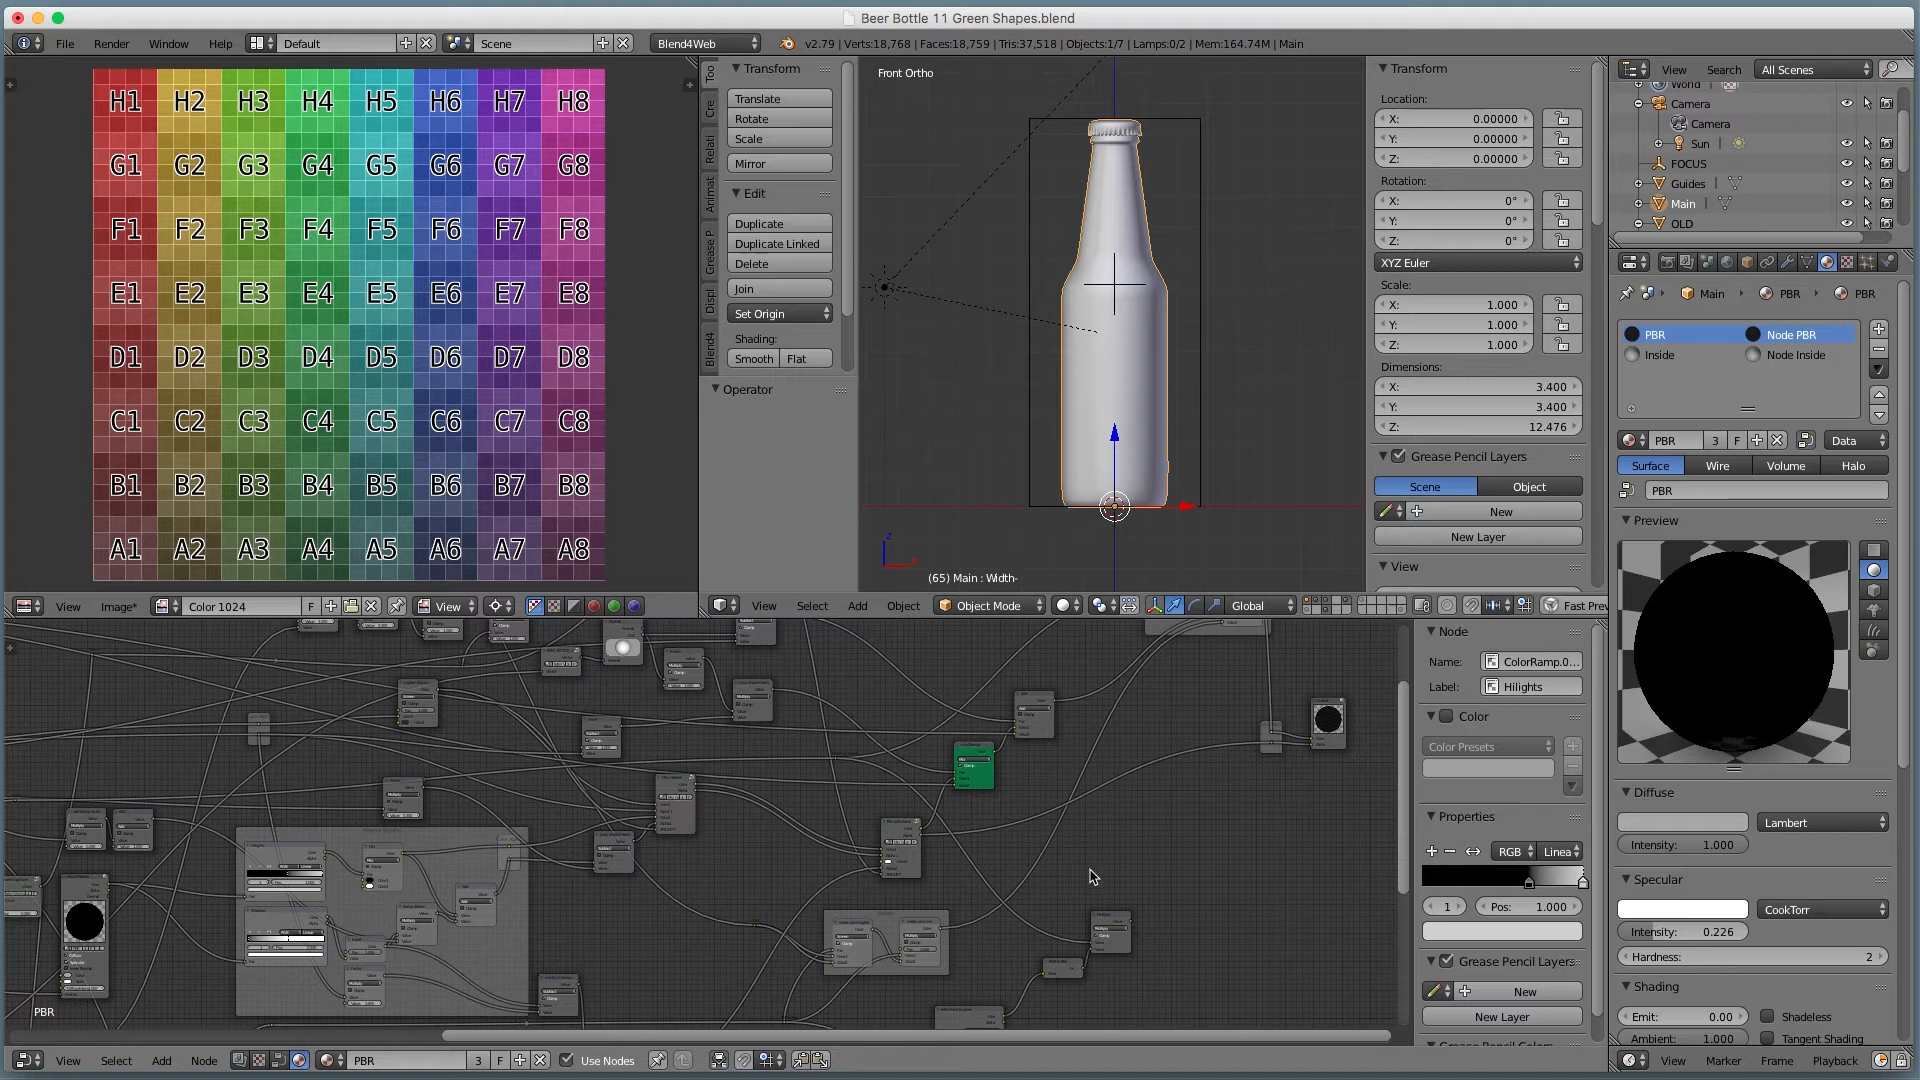 Beer Bottle 11 Green Shapes.blend
File Render Window Help Default Scene Blend4Web v2.79 | Verts:18,768 | Faces:18,759 | Tris:37,518 | Objects:1/7 | Lamps:0/2 | Mem:164.74M | Main
H1 H2 H3 H4 H5 H6 H7 H8
G1 G2 G3 G4 G5 G6 G7 G8
F1 F2 F3 F4 F5 F6 F7 F8
E1 E2 E3 E4 E5 E6 E7 E8
D1 D2 D3 D4 D5 D6 D7 D8
C1 C2 C3 C4 C5 C6 C7 C8
B1 B2 B3 B4 B5 B6 B7 B8
A1 A2 A3 A4 A5 A6 A7 A8
View Image* Color 1024 F View
Too
Cre
Relati
Animat
Grease P
Displ
Blend4
Transform
Translate
Rotate
Scale
Mirror
Edit
Duplicate
Duplicate Linked
Delete
Join
Set Origin
Shading:
Smooth Flat
Operator
Front Ortho
(65) Main : Width-
View Select Add Object Object Mode Global Fast Prev
Transform
Location:
X: 0.00000
Y: 0.00000
Z: 0.00000
Rotation:
X: 0°
Y: 0°
Z: 0°
XYZ Euler
Scale:
X: 1.000
Y: 1.000
Z: 1.000
Dimensions:
X: 3.400
Y: 3.400
Z: 12.476
Grease Pencil Layers
Scene Object
New
New Layer
View
View Search All Scenes
World
Camera
Camera
Sun
FOCUS
Guides
Main
OLD
Main PBR PBR
PBR Node PBR
Inside Node Inside
PBR 3 F Data
Surface Wire Volume Halo
PBR
Preview
Diffuse
Lambert
Intensity: 1.000
Specular
CookTorr
Intensity: 0.226
Hardness: 2
Shading
Emit: 0.00 Shadeless
Ambient: 1.000 Tangent Shading
View Marker Frame Playback
Node
Name: ColorRamp.0...
Label: Hilights
Color
Color Presets
Properties
RGB Linea
1 Pos: 1.000
Grease Pencil Layers
New
New Layer
PBR
View Select Add Node PBR 3 F Use Nodes